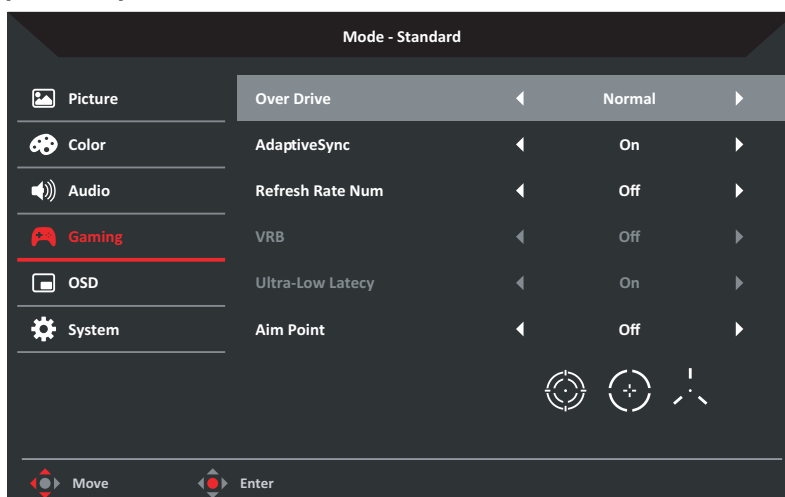 Mode - Standard
Picture Over Drive Normal
Color AdaptiveSync On
Audio Refresh Rate Num Off
Gaming VRB Off
OSD Ultra-Low Latecy On
System Aim Point Off
Move Enter